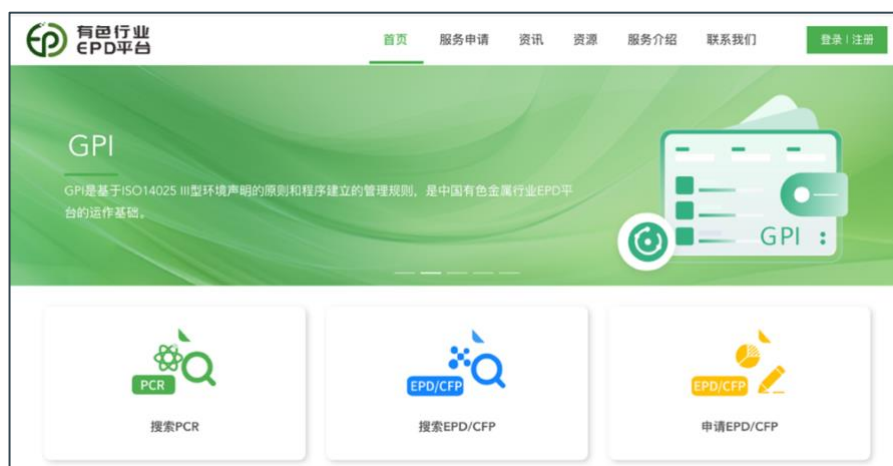 有色行业
EPD平台
首页 服务申请 资讯 资源 服务介绍 联系我们 登录 | 注册
GPI
GPI是基于ISO14025 III型环境声明的原则和程序建立的管理规则，是中国有色金属行业EPD平
台的运作基础。
GPI
PCR
EPD/CFP
EPD/CFP
搜索PCR
搜索EPD/CFP
申请EPD/CFP